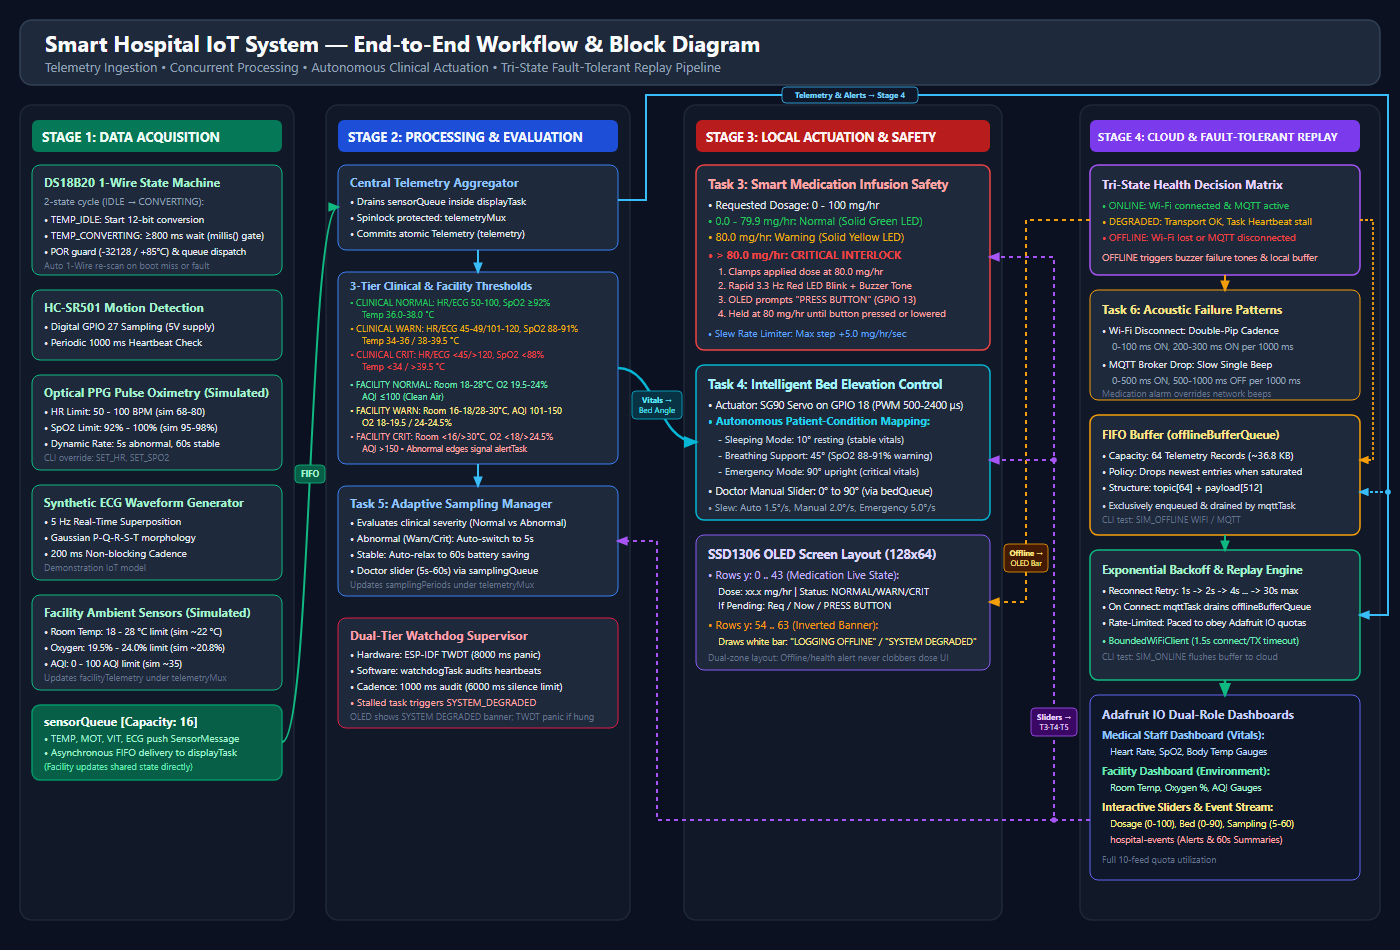 Smart Hospital IoT System — End-to-End Workflow & Block Diagram
Telemetry Ingestion • Concurrent Processing • Autonomous Clinical Actuation • Tri-State Fault-Tolerant Replay Pipeline
Telemetry & Alerts → Stage 4
STAGE 1: DATA ACQUISITION
DS18B20 1-Wire State Machine
2-state cycle (IDLE → CONVERTING):
• TEMP_IDLE: Start 12-bit conversion
• TEMP_CONVERTING: ≥800 ms wait (millis() gate)
• POR guard (-32128 / +85°C) & queue dispatch
Auto 1-Wire re-scan on boot miss or fault
HC-SR501 Motion Detection
• Digital GPIO 27 Sampling (5V supply)
• Periodic 1000 ms Heartbeat Check
Optical PPG Pulse Oximetry (Simulated)
• HR Limit: 50 - 100 BPM (sim 68-80)
• SpO2 Limit: 92% - 100% (sim 95-98%)
• Dynamic Rate: 5s abnormal, 60s stable
CLI override: SET_HR, SET_SPO2
Synthetic ECG Waveform Generator
• 5 Hz Real-Time Superposition
• Gaussian P-Q-R-S-T morphology
• 200 ms Non-blocking Cadence
Demonstration IoT model
Facility Ambient Sensors (Simulated)
• Room Temp: 18 - 28 °C limit (sim ~22 °C)
• Oxygen: 19.5% - 24.0% limit (sim ~20.8%)
• AQI: 0 - 100 AQI limit (sim ~35)
Updates facilityTelemetry under telemetryMux
sensorQueue [Capacity: 16]
• TEMP, MOT, VIT, ECG push SensorMessage
• Asynchronous FIFO delivery to displayTask
(Facility updates shared state directly)
FIFO
STAGE 2: PROCESSING & EVALUATION
Central Telemetry Aggregator
• Drains sensorQueue inside displayTask
• Spinlock protected: telemetryMux
• Commits atomic Telemetry (telemetry)
3-Tier Clinical & Facility Thresholds
• CLINICAL NORMAL: HR/ECG 50-100, SpO2 ≥92%
Temp 36.0-38.0 °C
• CLINICAL WARN: HR/ECG 45-49/101-120, SpO2 88-91%
Temp 34-36 / 38-39.5 °C
• CLINICAL CRIT: HR/ECG <45/>120, SpO2 <88%
Temp <34 / >39.5 °C
• FACILITY NORMAL: Room 18-28°C, O2 19.5-24%
AQI ≤100 (Clean Air)
• FACILITY WARN: Room 16-18/28-30°C, AQI 101-150
O2 18-19.5 / 24-24.5%
• FACILITY CRIT: Room <16/>30°C, O2 <18/>24.5%
AQI >150 • Abnormal edges signal alertTask
Task 5: Adaptive Sampling Manager
• Evaluates clinical severity (Normal vs Abnormal)
• Abnormal (Warn/Crit): Auto-switch to 5s
• Stable: Auto-relax to 60s battery saving
• Doctor slider (5s-60s) via samplingQueue
Updates samplingPeriods under telemetryMux
Dual-Tier Watchdog Supervisor
• Hardware: ESP-IDF TWDT (8000 ms panic)
• Software: watchdogTask audits heartbeats
• Cadence: 1000 ms audit (6000 ms silence limit)
• Stalled task triggers SYSTEM_DEGRADED
OLED shows SYSTEM DEGRADED banner; TWDT panic if hung
Vitals →
Bed Angle
STAGE 3: LOCAL ACTUATION & SAFETY
Task 3: Smart Medication Infusion Safety
• Requested Dosage: 0 - 100 mg/hr
• 0.0 - 79.9 mg/hr: Normal (Solid Green LED)
• 80.0 mg/hr: Warning (Solid Yellow LED)
• > 80.0 mg/hr: CRITICAL INTERLOCK
1. Clamps applied dose at 80.0 mg/hr
2. Rapid 3.3 Hz Red LED Blink + Buzzer Tone
3. OLED prompts "PRESS BUTTON" (GPIO 13)
4. Held at 80 mg/hr until button pressed or lowered
• Slew Rate Limiter: Max step +5.0 mg/hr/sec
Task 4: Intelligent Bed Elevation Control
• Actuator: SG90 Servo on GPIO 18 (PWM 500-2400 µs)
• Autonomous Patient-Condition Mapping:
- Sleeping Mode: 10° resting (stable vitals)
- Breathing Support: 45° (SpO2 88-91% warning)
- Emergency Mode: 90° upright (critical vitals)
• Doctor Manual Slider: 0° to 90° (via bedQueue)
• Slew: Auto 1.5°/s, Manual 2.0°/s, Emergency 5.0°/s
SSD1306 OLED Screen Layout (128x64)
• Rows y: 0 .. 43 (Medication Live State):
Dose: xx.x mg/hr | Status: NORMAL/WARN/CRIT
If Pending: Req / Now / PRESS BUTTON
• Rows y: 54 .. 63 (Inverted Banner):
Draws white bar: "LOGGING OFFLINE" / "SYSTEM DEGRADED"
Dual-zone layout: Offline/health alert never clobbers dose UI
Offline →
OLED Bar
Sliders →
T3-T4-T5
STAGE 4: CLOUD & FAULT-TOLERANT REPLAY
Tri-State Health Decision Matrix
• ONLINE: Wi-Fi connected & MQTT active
• DEGRADED: Transport OK, Task Heartbeat stall
• OFFLINE: Wi-Fi lost or MQTT disconnected
OFFLINE triggers buzzer failure tones & local buffer
Task 6: Acoustic Failure Patterns
• Wi-Fi Disconnect: Double-Pip Cadence
0-100 ms ON, 200-300 ms ON per 1000 ms
• MQTT Broker Drop: Slow Single Beep
0-500 ms ON, 500-1000 ms OFF per 1000 ms
Medication alarm overrides network beeps
FIFO Buffer (offlineBufferQueue)
• Capacity: 64 Telemetry Records (~36.8 KB)
• Policy: Drops newest entries when saturated
• Structure: topic[64] + payload[512]
• Exclusively enqueued & drained by mqttTask
CLI test: SIM_OFFLINE WIFI / MQTT
Exponential Backoff & Replay Engine
• Reconnect Retry: 1s -> 2s -> 4s ... -> 30s max
• On Connect: mqttTask drains offlineBufferQueue
• Rate-Limited: Paced to obey Adafruit IO quotas
• BoundedWiFiClient (1.5s connect/TX timeout)
CLI test: SIM_ONLINE flushes buffer to cloud
Adafruit IO Dual-Role Dashboards
Medical Staff Dashboard (Vitals):
Heart Rate, SpO2, Body Temp Gauges
Facility Dashboard (Environment):
Room Temp, Oxygen %, AQI Gauges
Interactive Sliders & Event Stream:
Dosage (0-100), Bed (0-90), Sampling (5-60)
hospital-events (Alerts & 60s Summaries)
Full 10-feed quota utilization